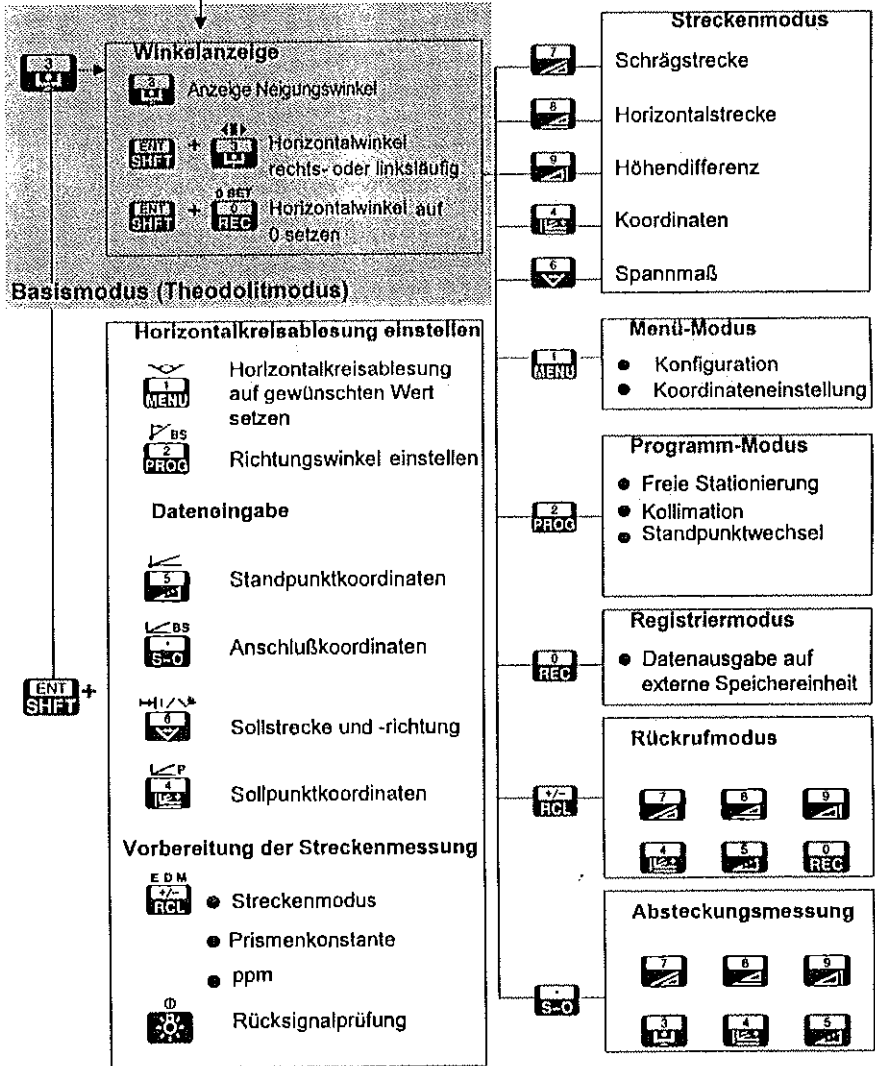 3
Winkelanzeige
3
Anzeige Neigungswinkel
ENT
SHFT
+
3
Horizontalwinkel
rechts- oder linksläufig
ENT
SHFT
+
0 SET
0
REC
Horizontalwinkel auf
0 setzen
Basismodus (Theodolitmodus)
ENT
SHFT
+
Horizontalkreisablesung einstellen
1
MENU
Horizontalkreisablesung
auf gewünschten Wert
setzen
BS
2
PROG
Richtungswinkel einstellen
Dateneingabe
5
Standpunktkoordinaten
BS
.
S-O
Anschlußkoordinaten
6
Sollstrecke und -richtung
P
4
Sollpunktkoordinaten
Vorbereitung der Streckenmessung
E D M
+/-
RCL
● Streckenmodus
● Prismenkonstante
● ppm
Rücksignalprüfung
Streckenmodus
7
Schrägstrecke
8
Horizontalstrecke
9
Höhendifferenz
4
Koordinaten
6
Spannmaß
1
MENU
Menü-Modus
● Konfiguration
● Koordinateneinstellung
2
PROG
Programm-Modus
● Freie Stationierung
● Kollimation
● Standpunktwechsel
0
REC
Registriermodus
● Datenausgabe auf
externe Speichereinheit
+/-
RCL
Rückrufmodus
7 8 9
4 5 0
REC
.
S-O
Absteckungsmessung
7 8 9
3 4 5